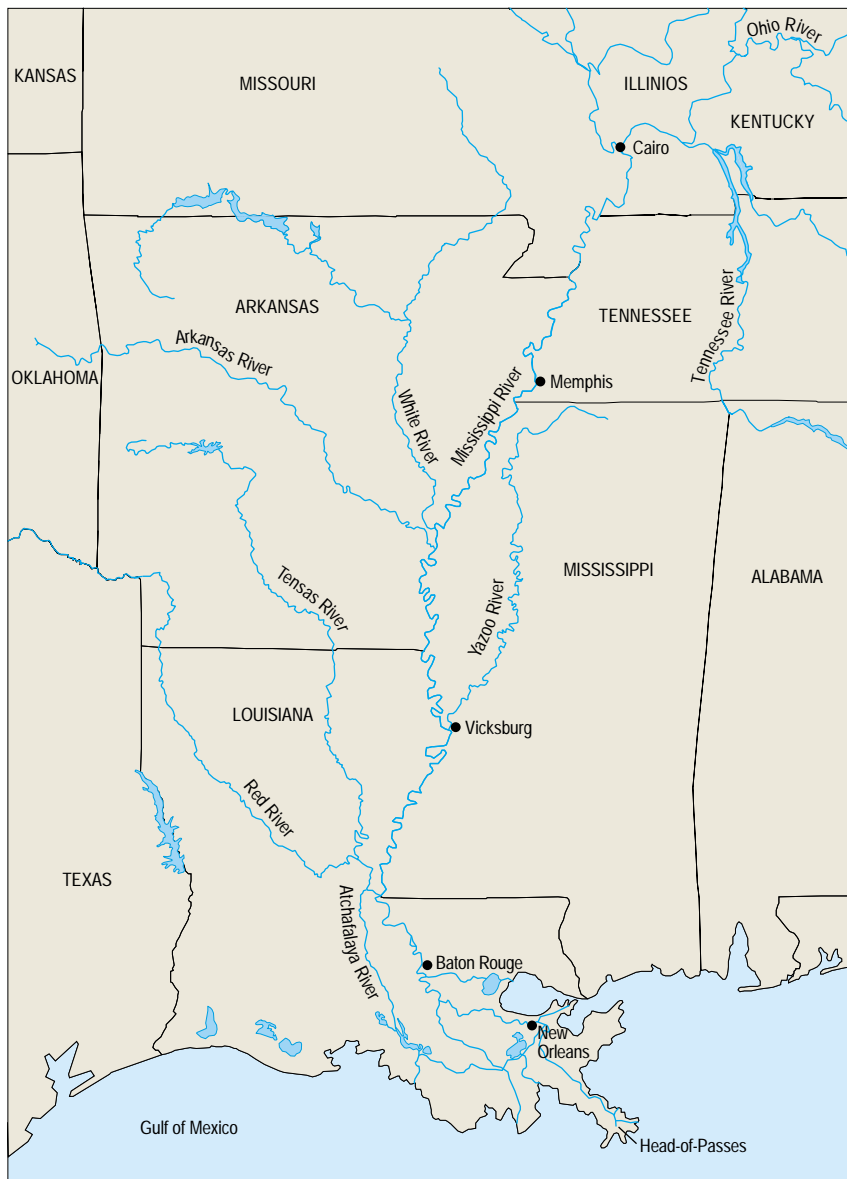 Ohio River
KANSAS
MISSOURI
ILLINIOS
KENTUCKY
Cairo
ARKANSAS
TENNESSEE
Tennessee River
Arkansas River
OKLAHOMA
Memphis
Mississippi River
White River
MISSISSIPPI
ALABAMA
Tensas River
Yazoo River
LOUISIANA
Vicksburg
Red River
TEXAS
Atchafalaya River
Baton Rouge
New
Orleans
Gulf of Mexico
Head-of-Passes